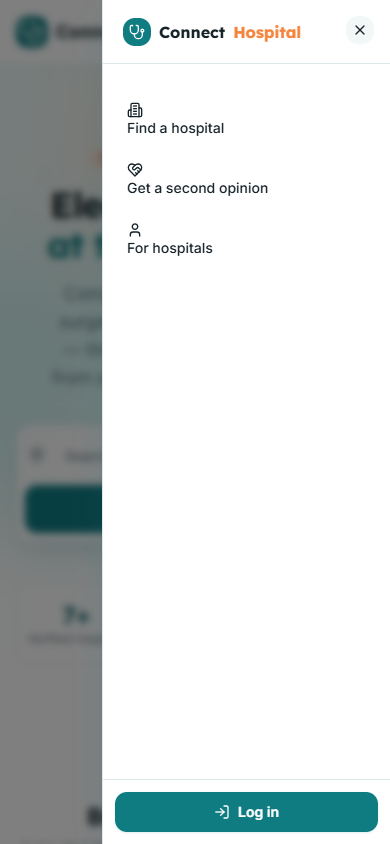 Connect Hospital
Find a hospital
Get a second opinion
For hospitals
Log in